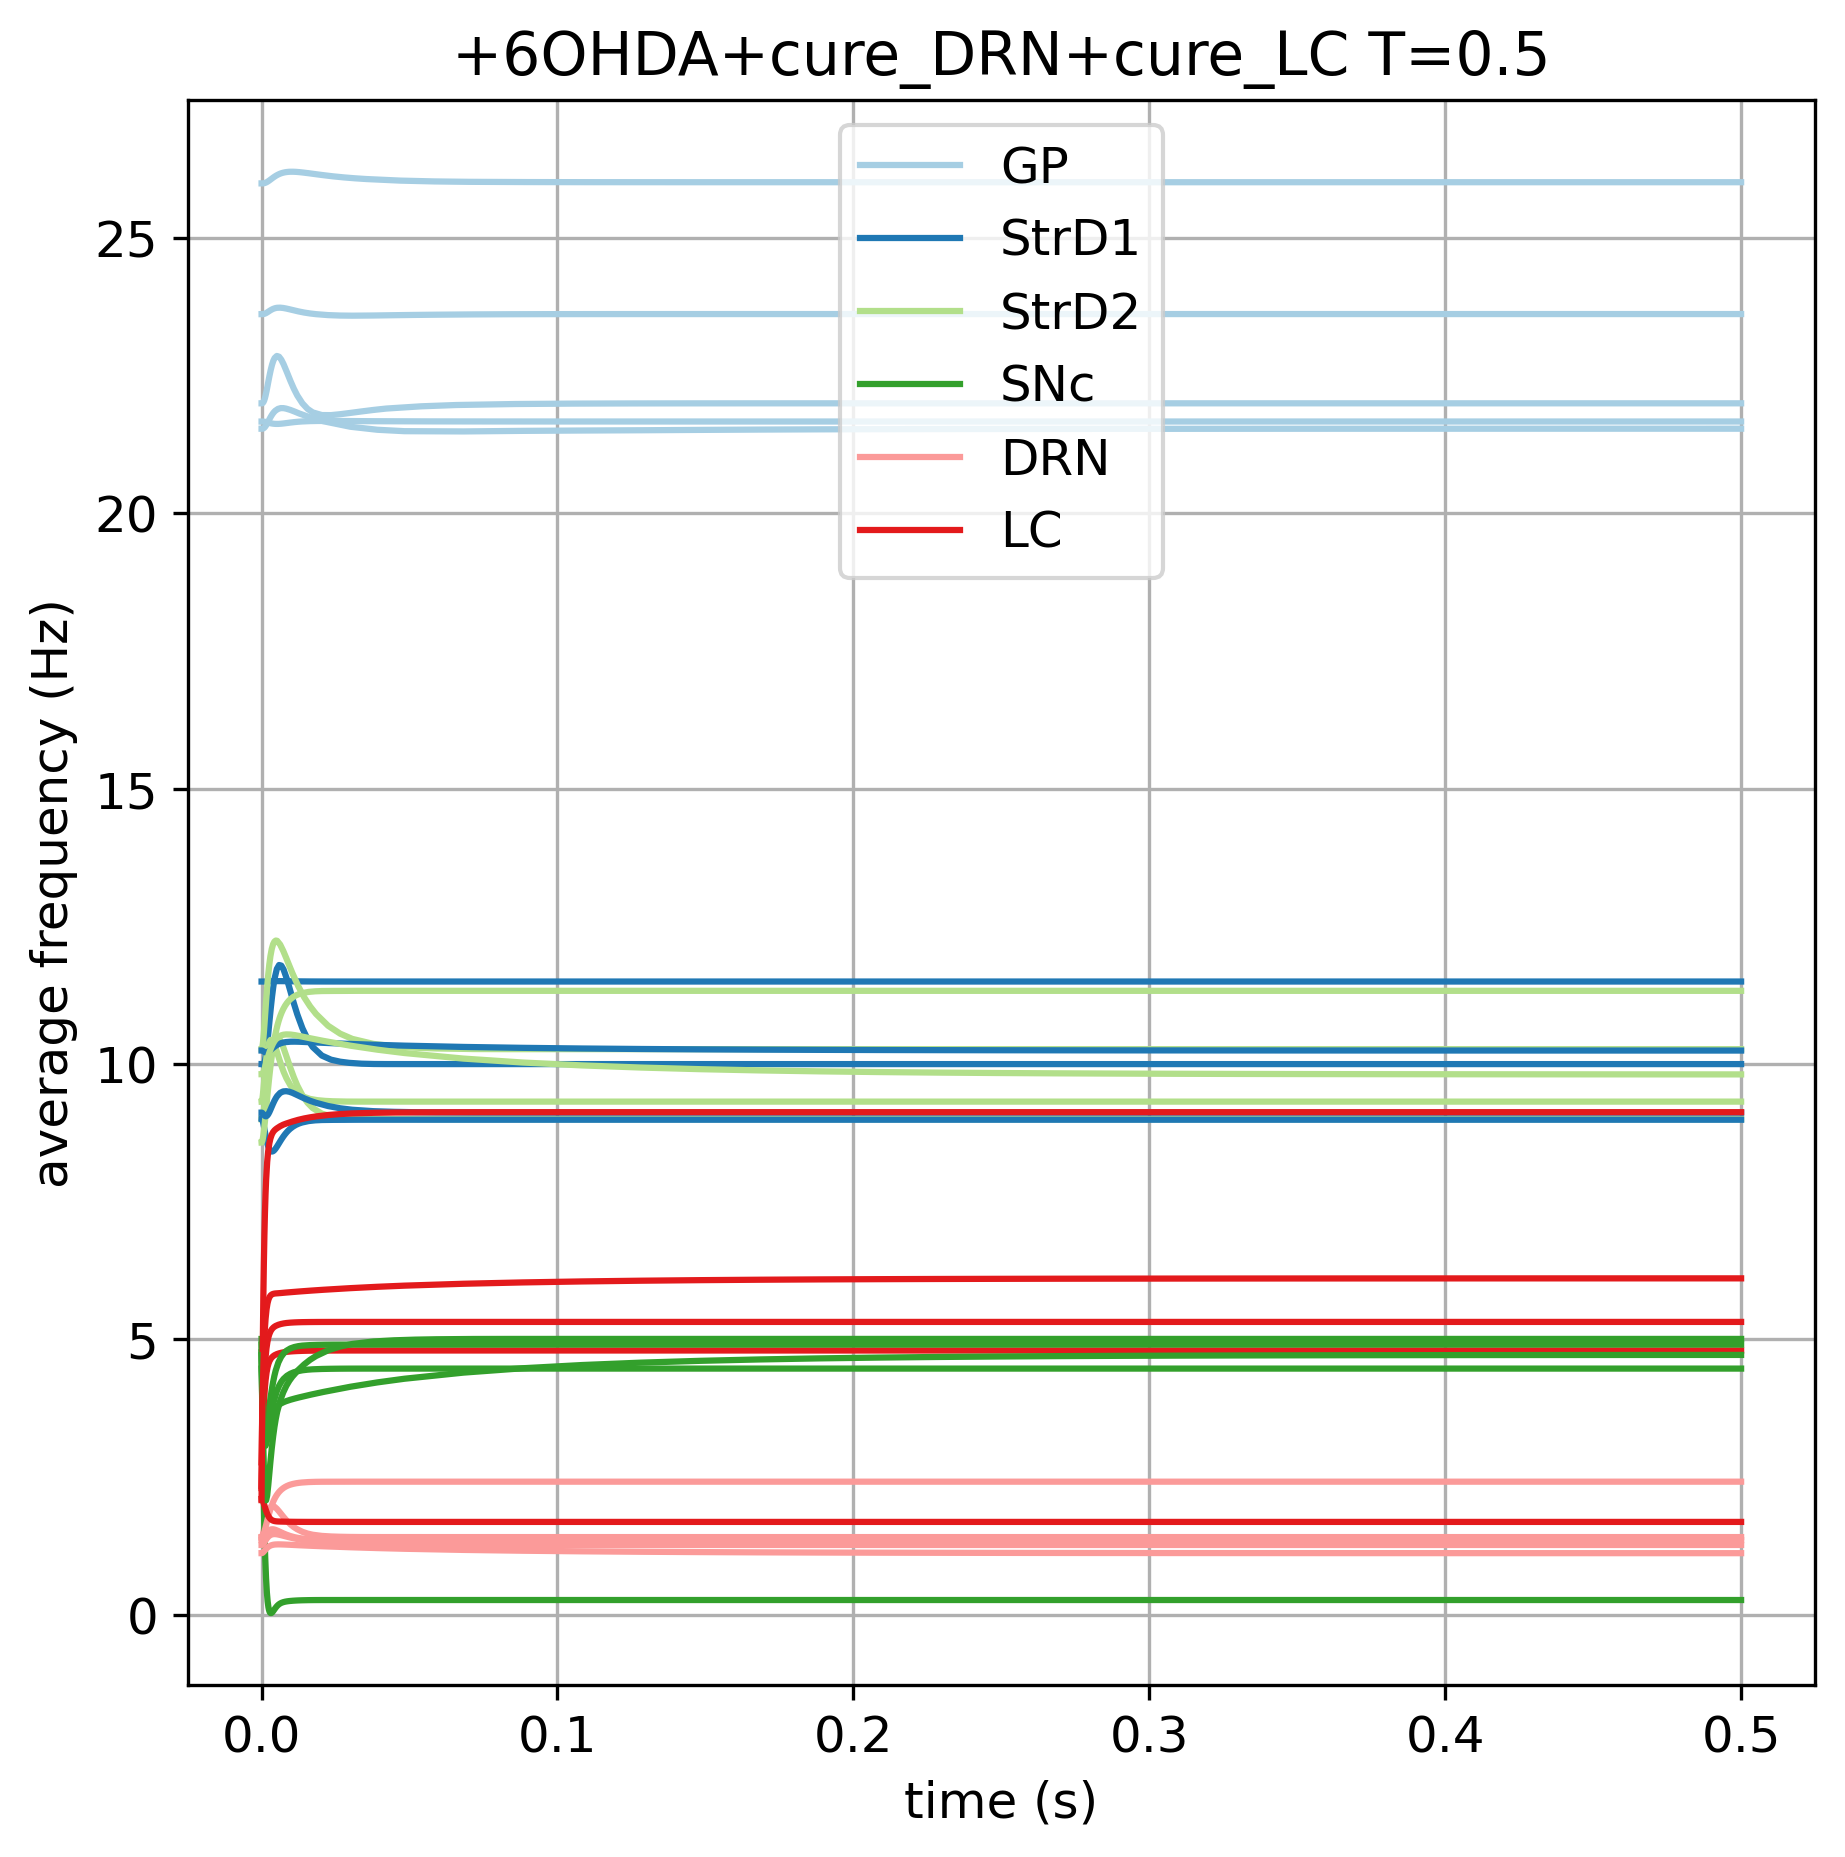 +6OHDA+cure_DRN+cure_LC T=0.5
GP
StrD1
StrD2
SNc
DRN
LC
average frequency (Hz)
25
20
15
10
5
0
0.0 0.1 0.2 0.3 0.4 0.5
time (s)